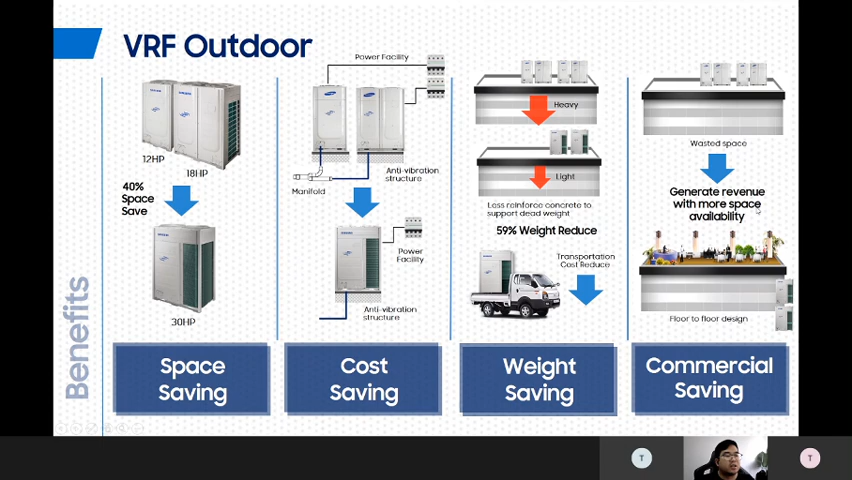 VRF Outdoor
Benefits
12HP
18HP
40%
Space
Save
30HP
Space
Saving
Power Facility
SAMSUNG
Manifold
Anti-vibration
structure
Power
Facility
Anti-vibration
structure
Cost
Saving
Heavy
Light
Less reinforce concrete to
support dead weight
59% Weight Reduce
Transportation
Cost Reduce
Weight
Saving
Wasted space
Generate revenue
with more space
availability
Floor to floor design
Commercial
Saving
T
T